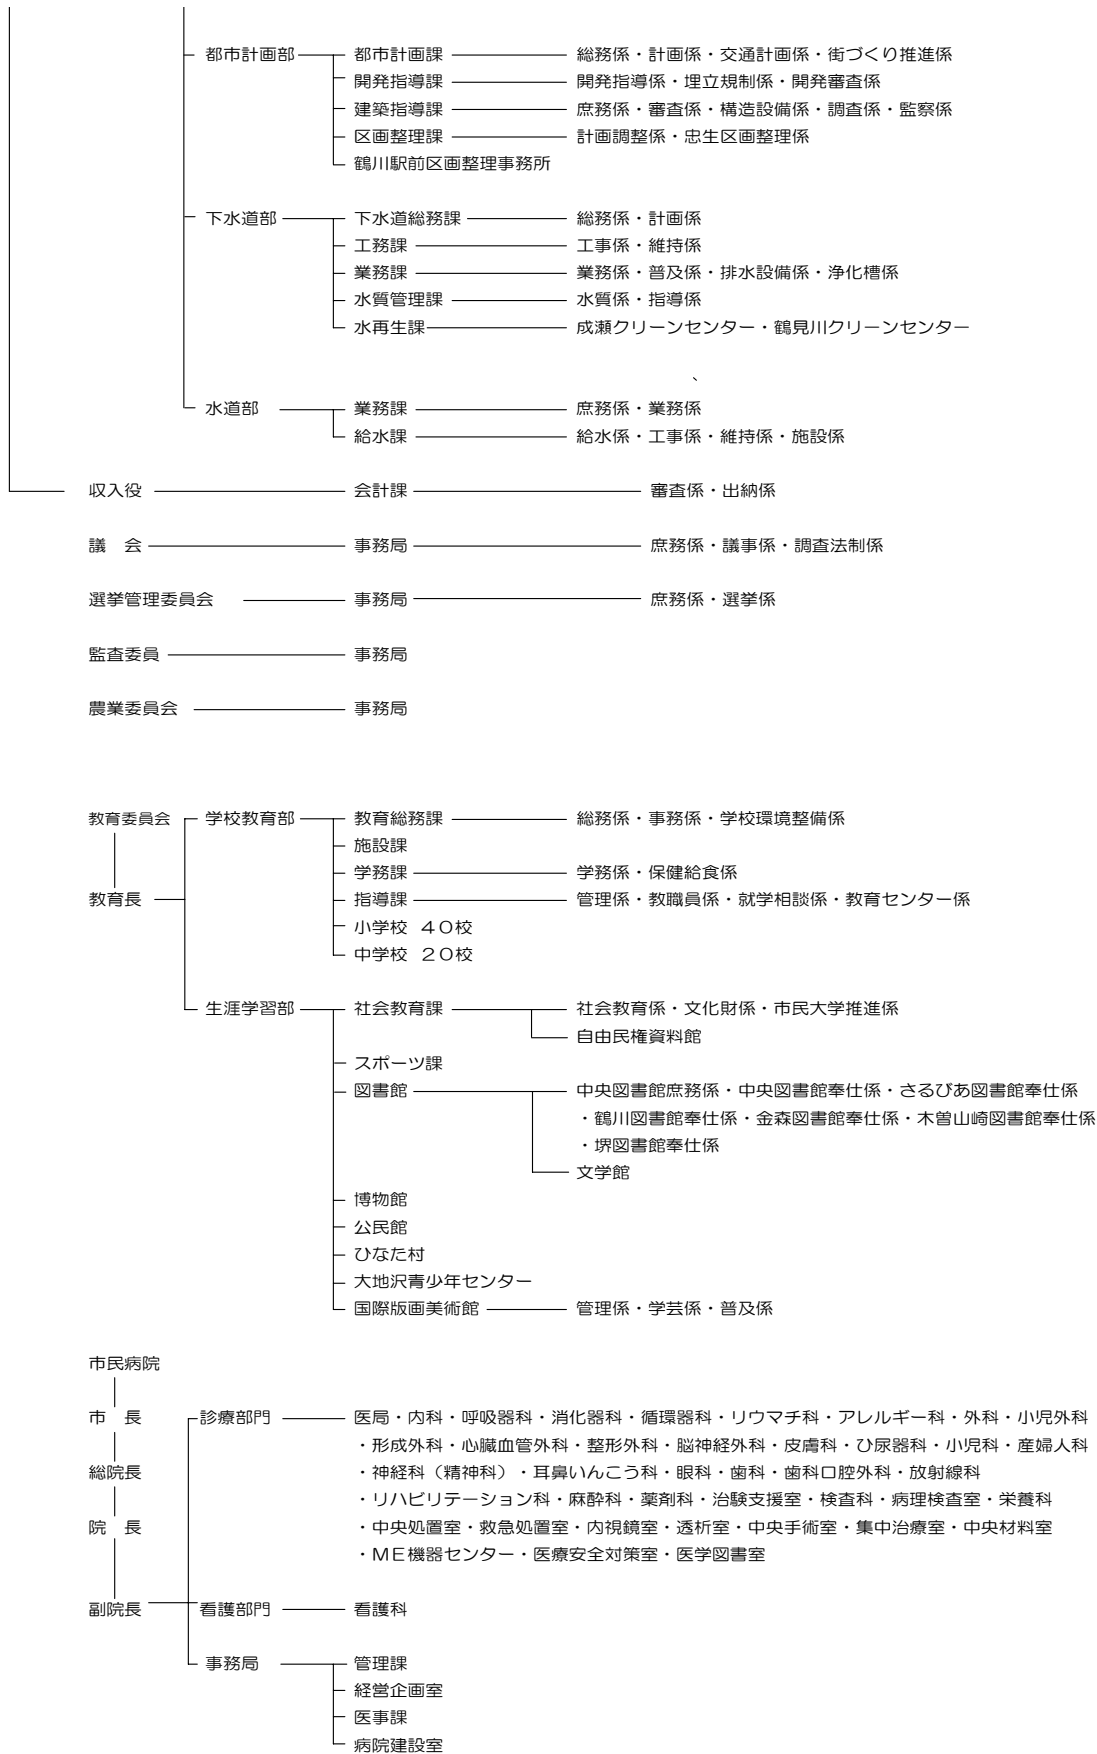 都市計画部 都市計画課 総務係・計画係・交通計画係・街づくり推進係
開発指導課 開発指導係・埋立規制係・開発審査係
建築指導課 庶務係・審査係・構造設備係・調査係・監察係
区画整理課 計画調整係・忠生区画整理係
鶴川駅前区画整理事務所
下水道部 下水道総務課 総務係・計画係
工務課 工事係・維持係
業務課 業務係・普及係・排水設備係・浄化槽係
水質管理課 水質係・指導係
水再生課 成瀬クリーンセンター・鶴見川クリーンセンター
、
水道部 業務課 庶務係・業務係
給水課 給水係・工事係・維持係・施設係
収入役 会計課 審査係・出納係
議　会 事務局 庶務係・議事係・調査法制係
選挙管理委員会 事務局 庶務係・選挙係
監査委員 事務局
農業委員会 事務局
教育委員会 学校教育部 教育総務課 総務係・事務係・学校環境整備係
施設課
学務課 学務係・保健給食係
教育長 指導課 管理係・教職員係・就学相談係・教育センター係
小学校　４０校
中学校　２０校
生涯学習部 社会教育課 社会教育係・文化財係・市民大学推進係
自由民権資料館
スポーツ課
図書館 中央図書館庶務係・中央図書館奉仕係・さるびあ図書館奉仕係
・鶴川図書館奉仕係・金森図書館奉仕係・木曽山崎図書館奉仕係
・堺図書館奉仕係
文学館
博物館
公民館
ひなた村
大地沢青少年センター
国際版画美術館 管理係・学芸係・普及係
市民病院
市　長 診療部門 医局・内科・呼吸器科・消化器科・循環器科・リウマチ科・アレルギー科・外科・小児外科
・形成外科・心臓血管外科・整形外科・脳神経外科・皮膚科・ひ尿器科・小児科・産婦人科
総院長 ・神経科（精神科）・耳鼻いんこう科・眼科・歯科・歯科口腔外科・放射線科
・リハビリテーション科・麻酔科・薬剤科・治験支援室・検査科・病理検査室・栄養科
院　長 ・中央処置室・救急処置室・内視鏡室・透析室・中央手術室・集中治療室・中央材料室
・ＭＥ機器センター・医療安全対策室・医学図書室
副院長 看護部門 看護科
事務局 管理課
経営企画室
医事課
病院建設室